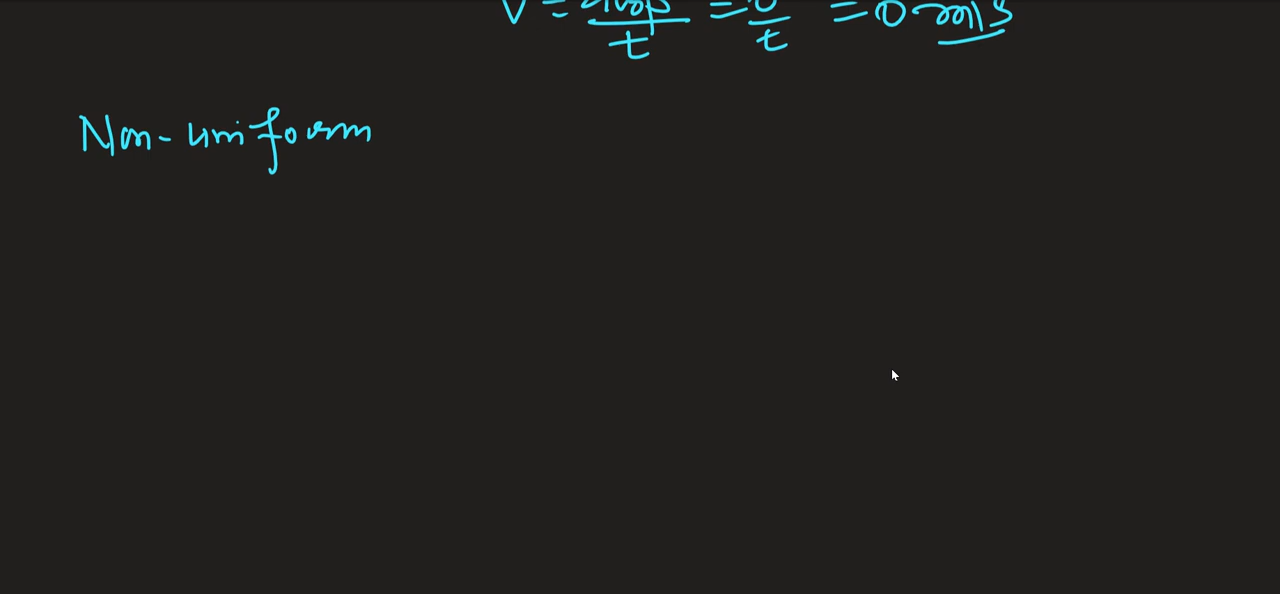 V = disp/t = 0/t = 0 m/s
Non-uniform